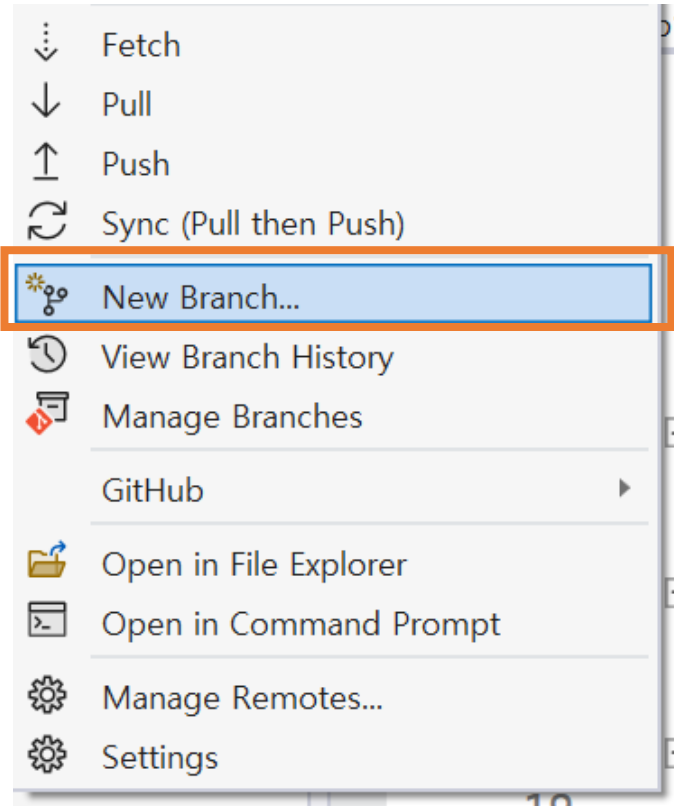 Fetch
Pull
Push
Sync (Pull then Push)
New Branch...
View Branch History
Manage Branches
GitHub
Open in File Explorer
Open in Command Prompt
Manage Remotes...
Settings